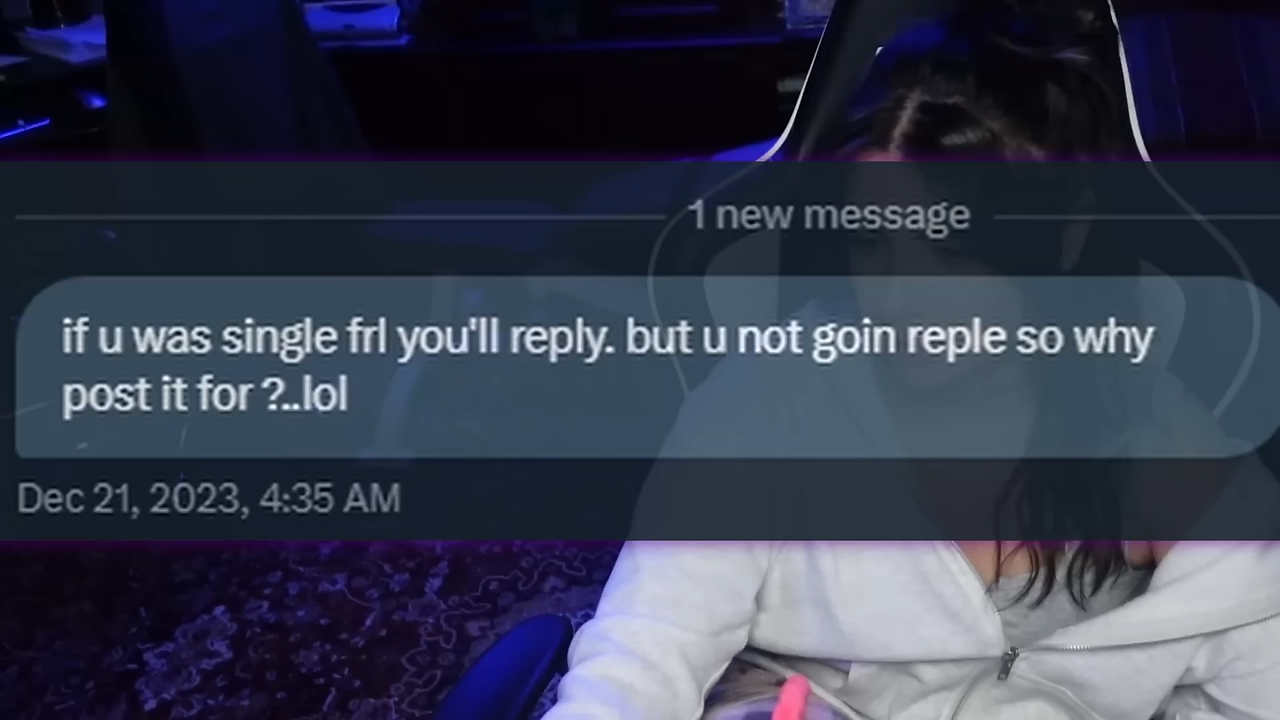 1 new message
if u was single frl you'll reply. but u not goin reple so why
post it for ?..lol
Dec 21, 2023, 4:35 AM